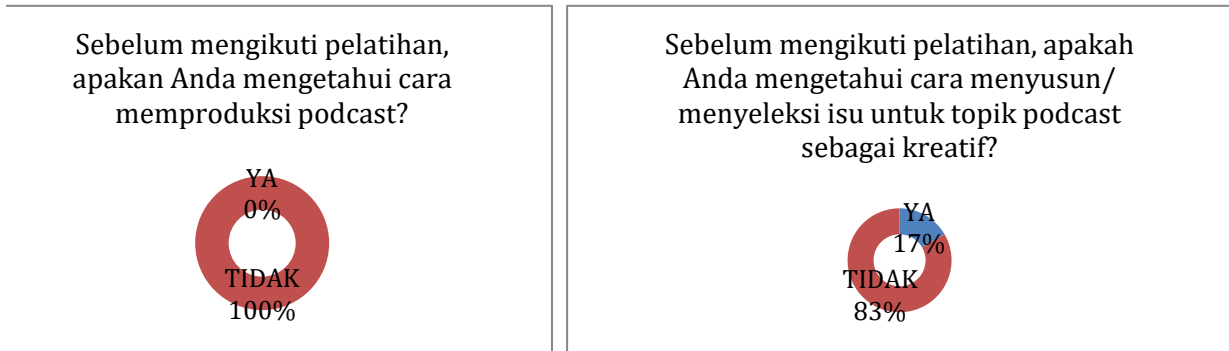 Sebelum mengikuti pelatihan,
apakan Anda mengetahui cara
memproduksi podcast?
YA
0%
TIDAK
100%
Sebelum mengikuti pelatihan, apakah
Anda mengetahui cara menyusun/
menyeleksi isu untuk topik podcast
sebagai kreatif?
YA
17%
TIDAK
83%